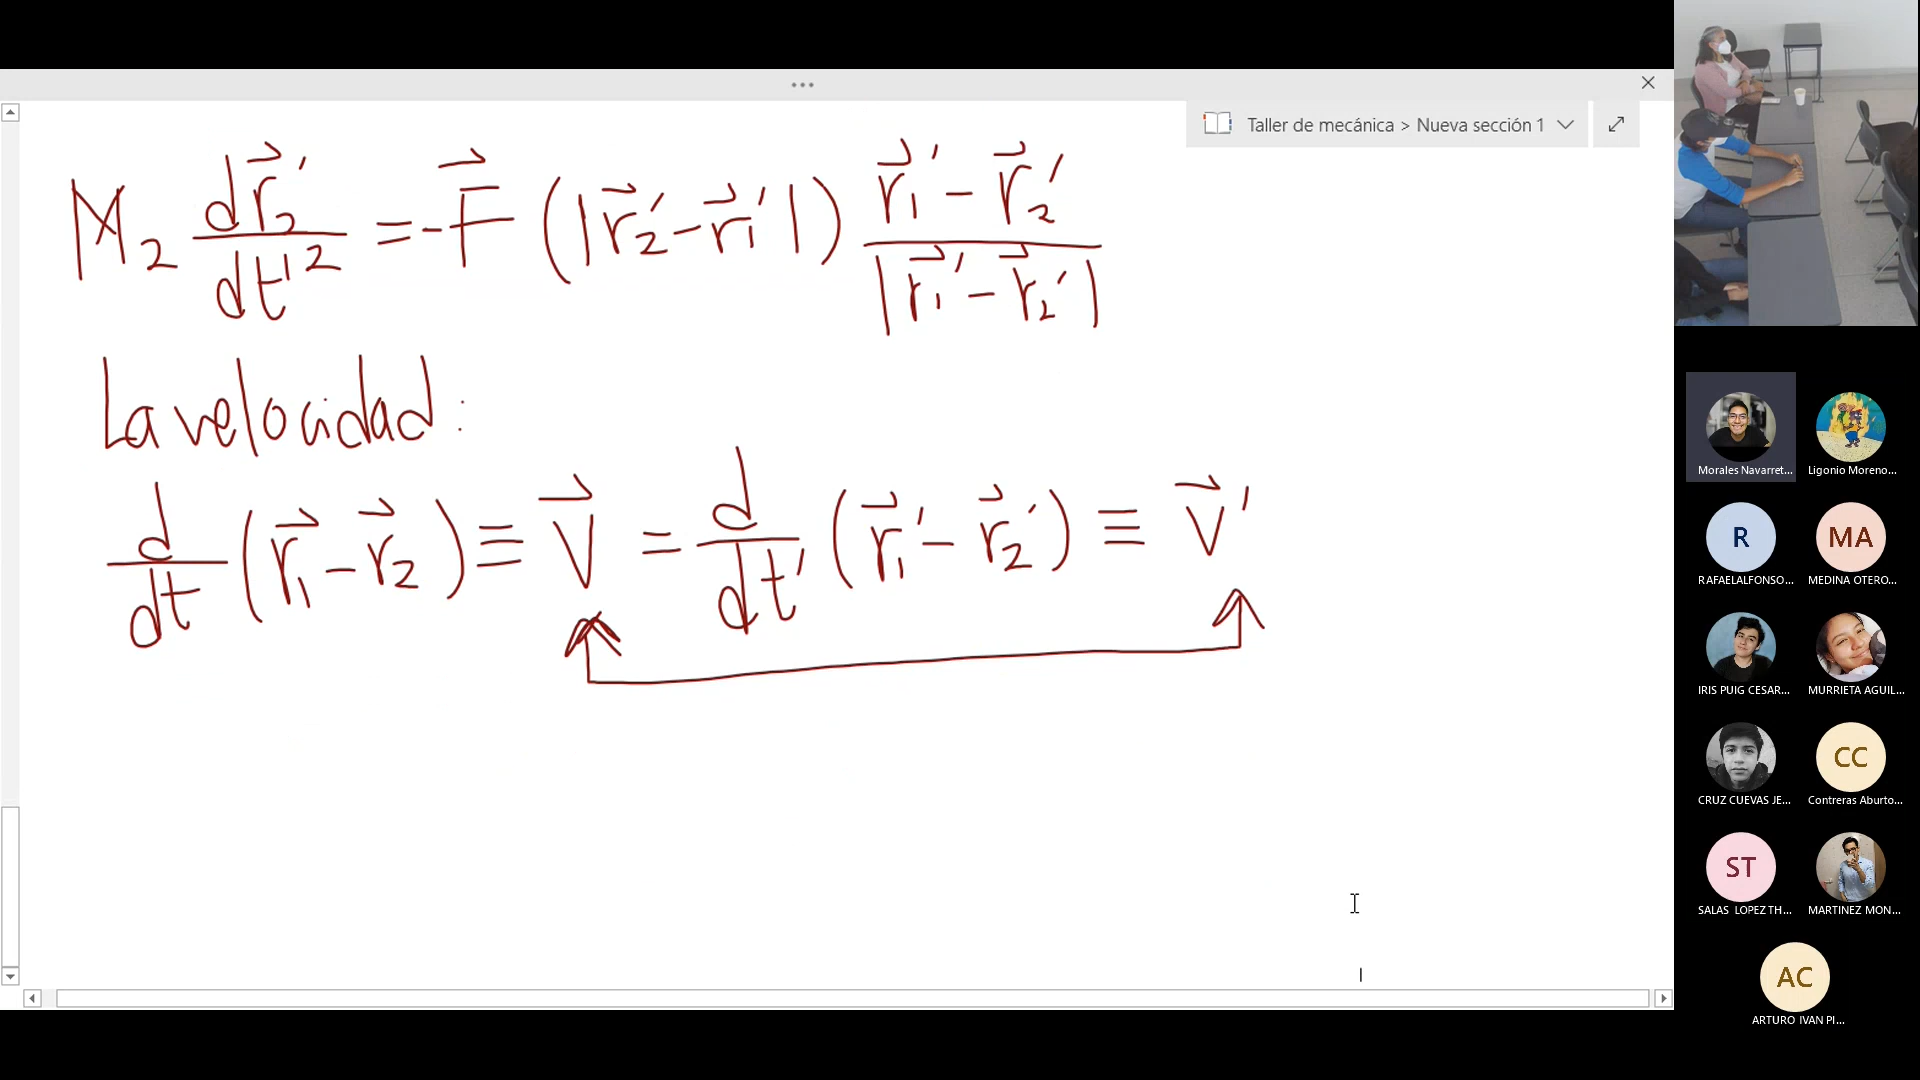 Taller de mecánica > Nueva sección 1
M₂ d r⃗₂′ / dt′² = - F⃗ (|r⃗₂′ - r⃗₁′|) (r⃗₁′ - r⃗₂′) / |r⃗₁′ - r⃗₂′|
La velocidad :
d/dt (r⃗₁ - r⃗₂) ≡ V⃗ = d/dt′ (r⃗₁′ - r⃗₂′) ≡ V⃗′
Morales Navarret...
Ligonio Moreno...
R
MA
RAFAELALFONSO...
MEDINA OTERO...
IRIS PUIG CESAR...
MURRIETA AGUIL...
CC
CRUZ CUEVAS JE...
Contreras Aburto...
ST
SALAS LOPEZ TH...
MARTINEZ MON...
AC
ARTURO IVAN PI...